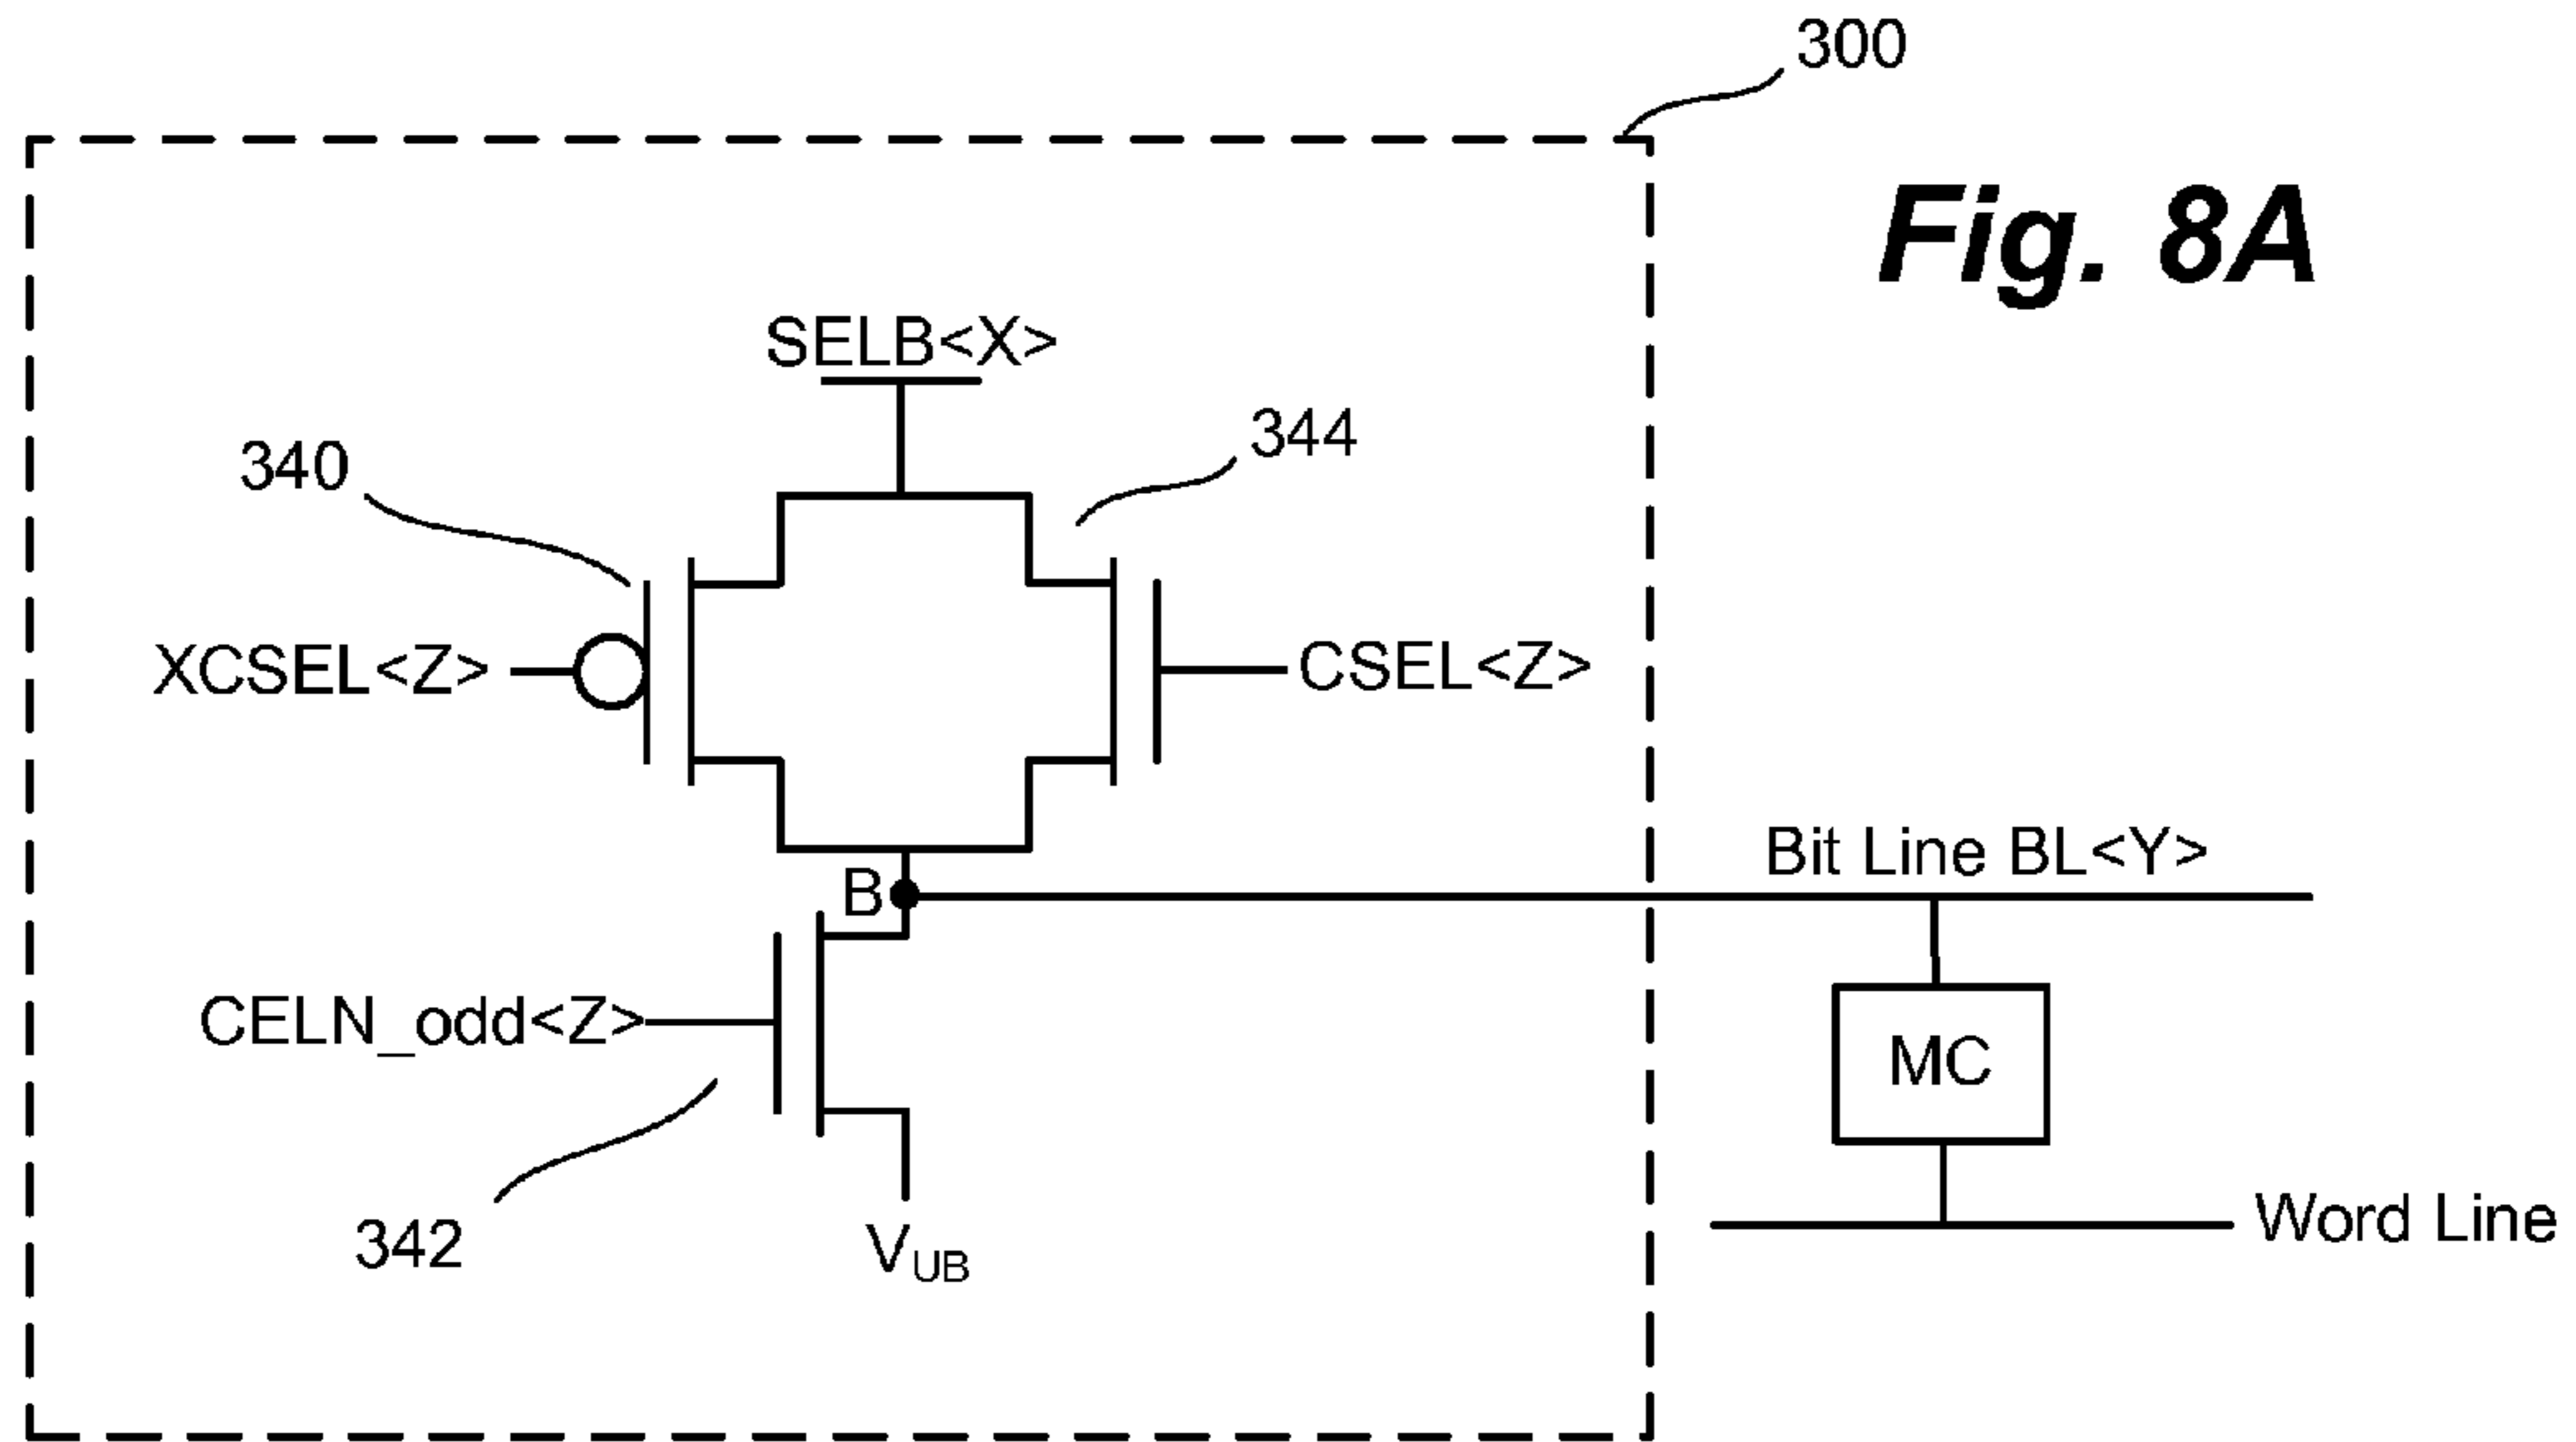 300
Fig. 8A
SELB<X>
340
344
XCSEL<Z>
CSEL<Z>
Bit Line BL<Y>
B
CELN_odd<Z>
MC
342
VUB
Word Line